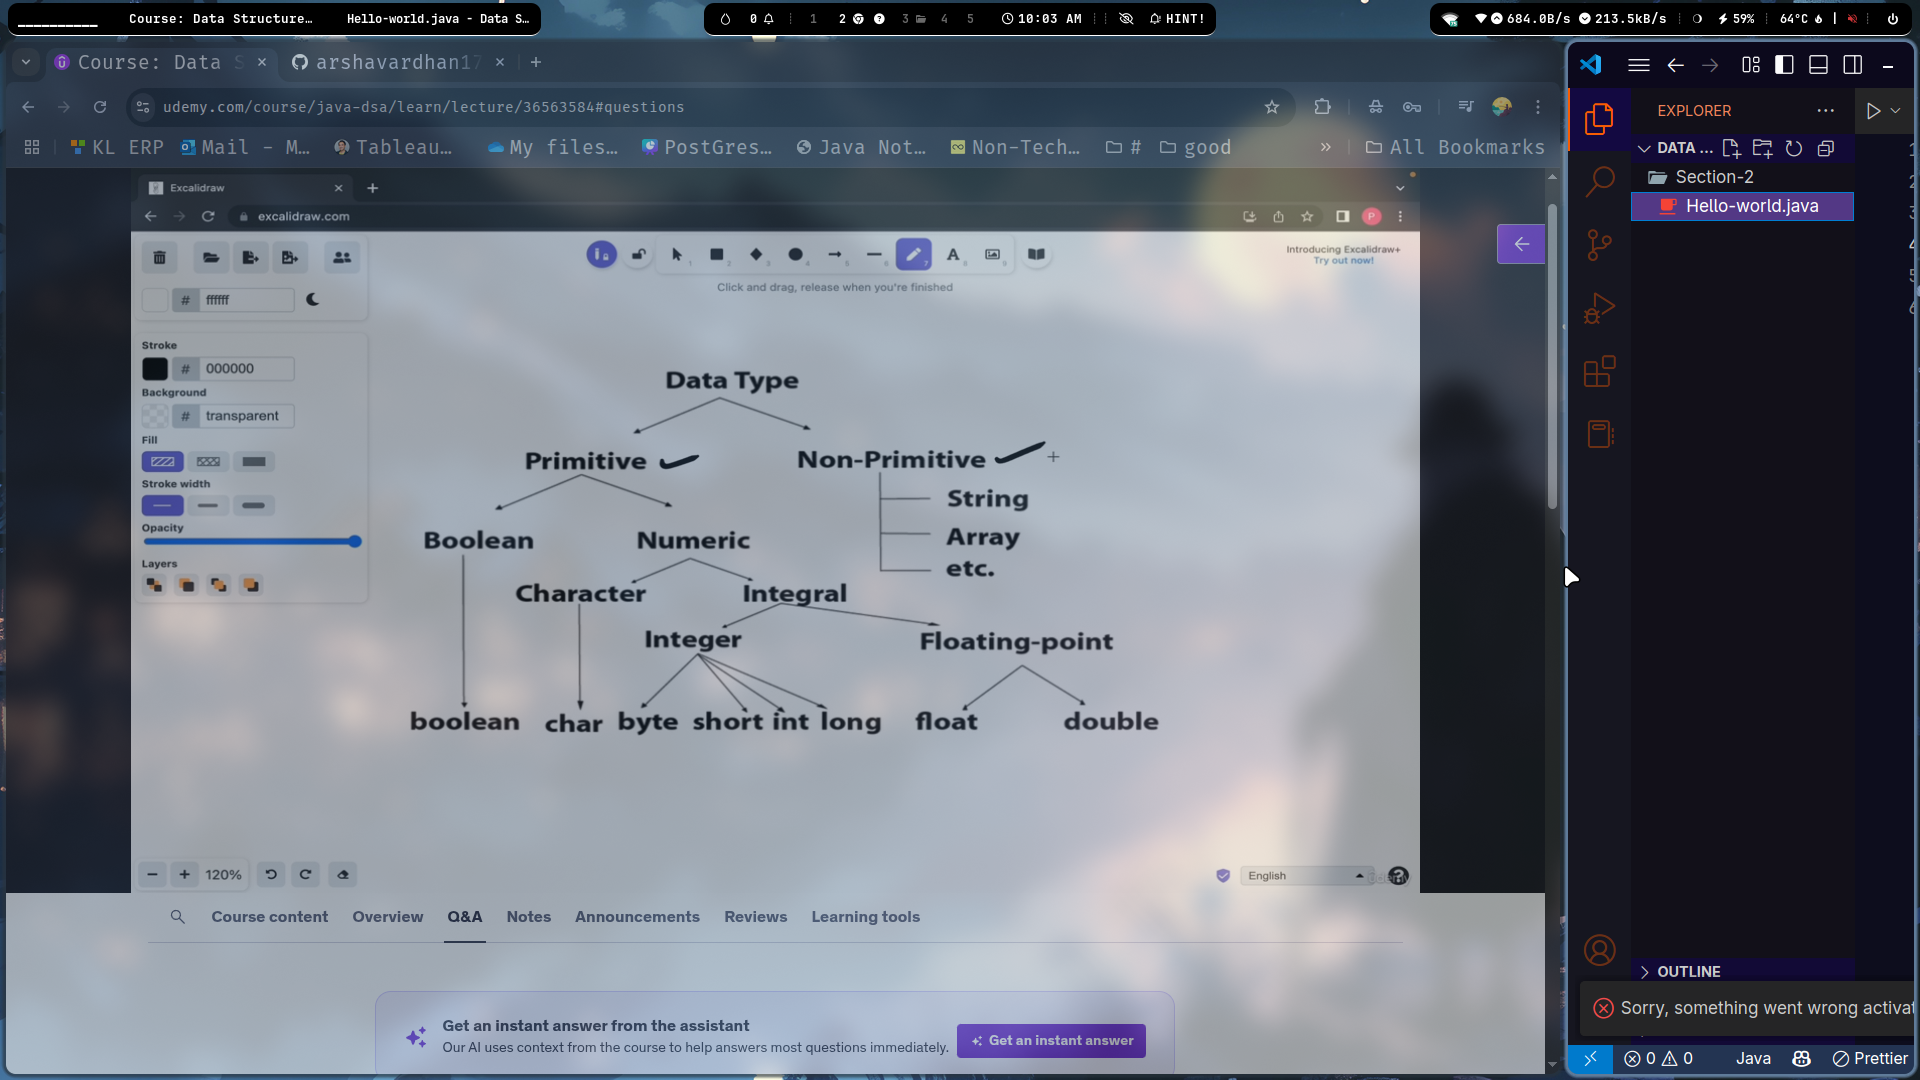 Course: Data Structure…
Hello-world.java - Data S…
0
1 2 3 4 5
10:03 AM
HINT!
684.0B/s 213.5kB/s
59%
64°C
Course: Data S
arshavardhan17
udemy.com/course/java-dsa/learn/lecture/36563584#questions
KL ERP
Mail - M…
Tableau…
My files…
PostGres…
Java Not…
Non-Tech…
#
good
All Bookmarks
Excalidraw
excalidraw.com
P
# ffffff
Introducing Excalidraw+
Try out now!
Click and drag, release when you're finished
Stroke
# 000000
Background
# transparent
Fill
Stroke width
Opacity
Layers
Data Type
Primitive
Non-Primitive
String
Array
etc.
Boolean
Numeric
Character
Integral
Integer
Floating-point
boolean char byte short int long float double
120%
English
Course content
Overview
Q&A
Notes
Announcements
Reviews
Learning tools
Get an instant answer from the assistant
Our AI uses context from the course to help answers most questions immediately.
Get an instant answer
EXPLORER
DATA …
Section-2
Hello-world.java
OUTLINE
Sorry, something went wrong activat
0 0
Java
Prettier